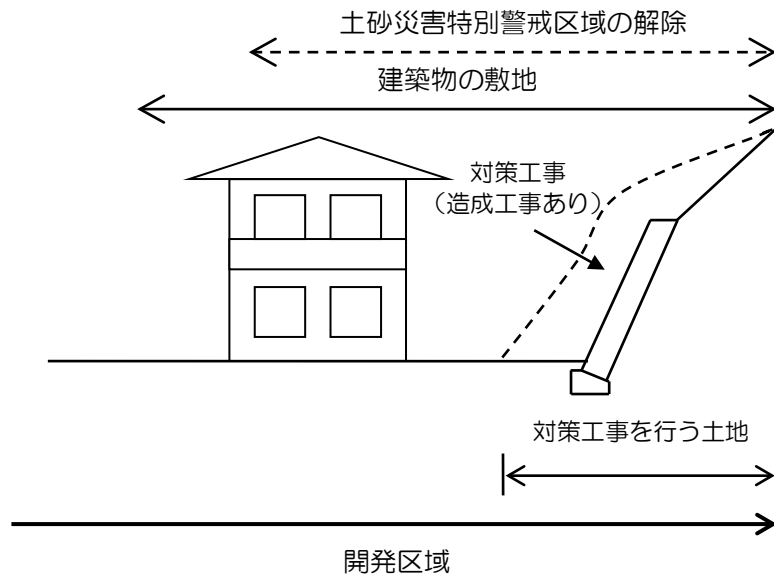 土砂災害特別警戒区域の解除
建築物の敷地
対策工事
（造成工事あり）
対策工事を行う土地
開発区域